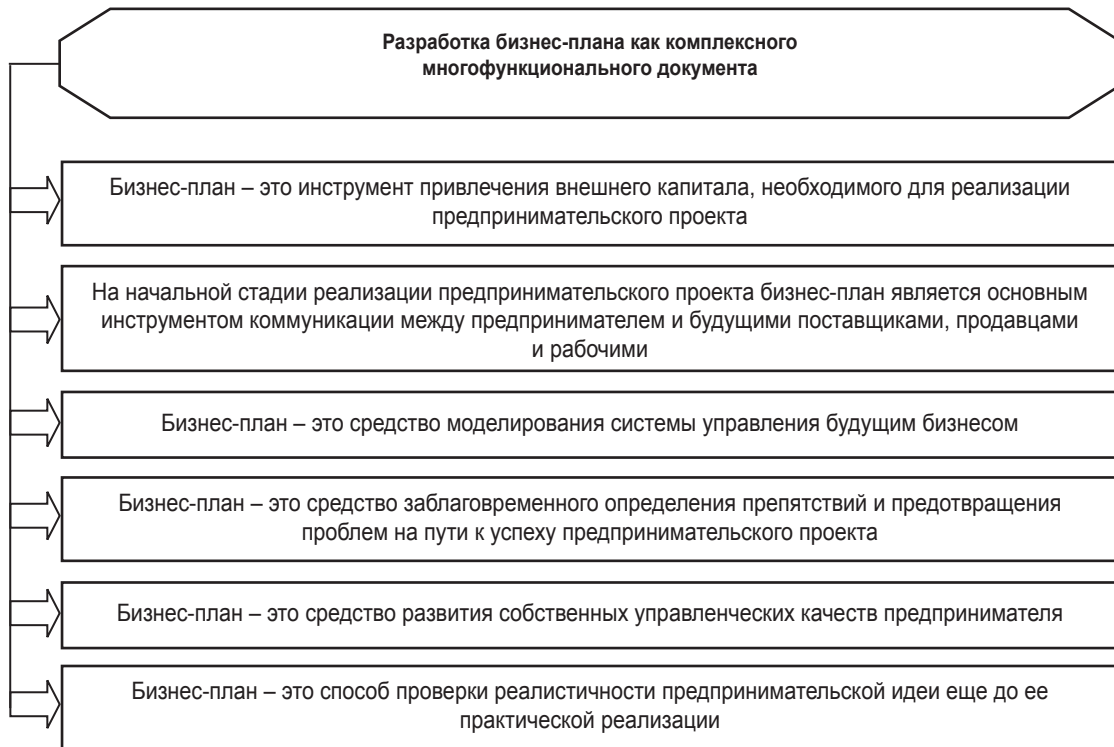 Разработка бизнес-плана как комплексного
многофункционального документа
Бизнес-план – это инструмент привлечения внешнего капитала, необходимого для реализации
предпринимательского проекта
На начальной стадии реализации предпринимательского проекта бизнес-план является основным
инструментом коммуникации между предпринимателем и будущими поставщиками, продавцами
и рабочими
Бизнес-план – это средство моделирования системы управления будущим бизнесом
Бизнес-план – это средство заблаговременного определения препятствий и предотвращения
проблем на пути к успеху предпринимательского проекта
Бизнес-план – это средство развития собственных управленческих качеств предпринимателя
Бизнес-план – это способ проверки реалистичности предпринимательской идеи еще до ее
практической реализации